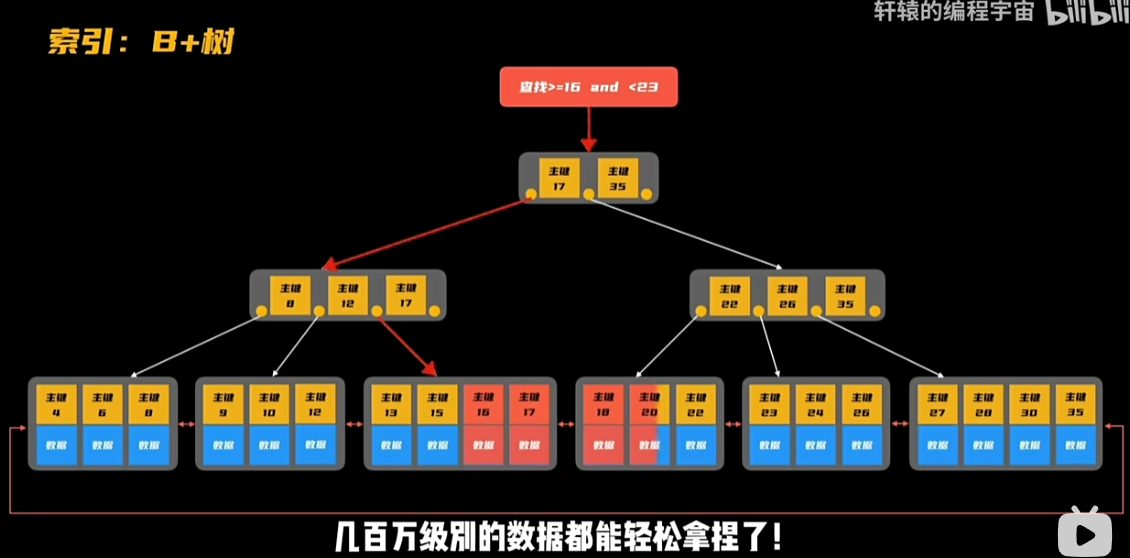 轩辕的编程宇宙 bilibili
索引：B+树
查找>=16 and <23
主键 主键
17 35
主键 主键 主键
8 12 17
主键 主键 主键
22 26 35
主键 主键 主键
4 6 8
数据 数据 数据
主键 主键 主键
9 10 12
数据 数据 数据
主键 主键 主键 主键
13 15 16 17
数据 数据 数据 数据
主键 主键 主键
18 20 22
数据 数据 数据
主键 主键 主键
23 24 26
数据 数据 数据
主键 主键 主键 主键
27 28 30 35
数据 数据 数据 数据
几百万级别的数据都能轻松拿捏了！